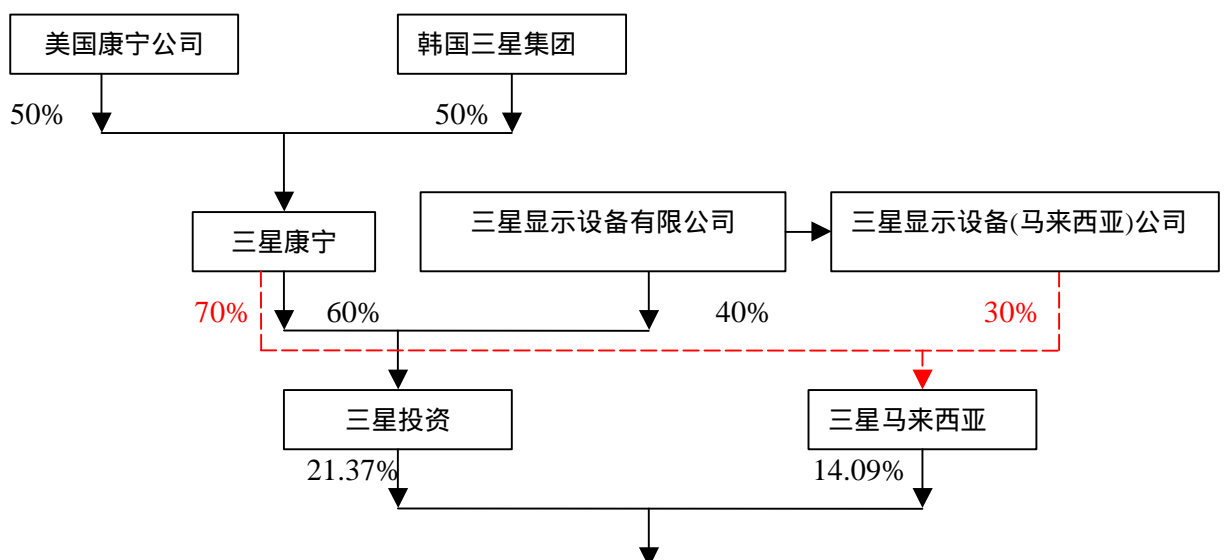 美国康宁公司
韩国三星集团
50%
50%
三星康宁
三星显示设备有限公司
三星显示设备(马来西亚)公司
70%
60%
40%
30%
三星投资
三星马来西亚
21.37%
14.09%